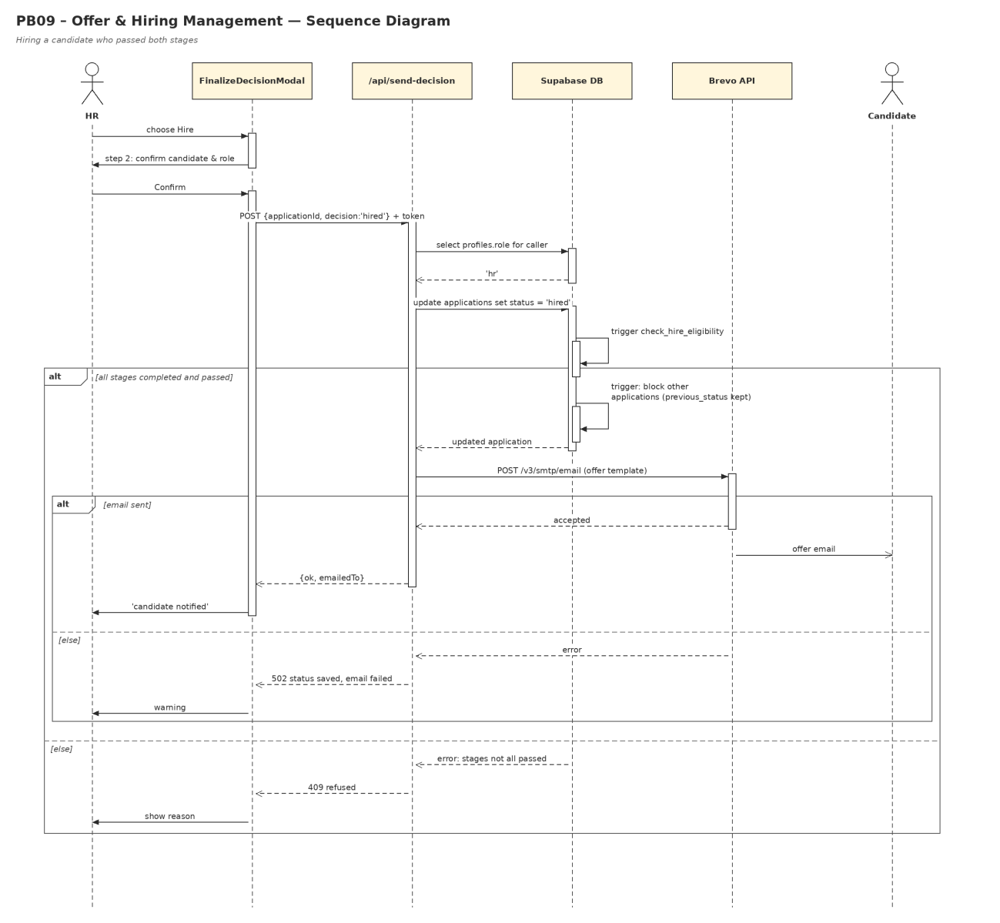 PB09 – Offer & Hiring Management — Sequence Diagram
Hiring a candidate who passed both stages
FinalizeDecisionModal
/api/send-decision
Supabase DB
Brevo API
HR
Candidate
choose Hire
step 2: confirm candidate & role
Confirm
POST {applicationId, decision:'hired'} + token
select profiles.role for caller
'hr'
update applications set status = 'hired'
trigger check_hire_eligibility
alt
[all stages completed and passed]
trigger: block other
applications (previous_status kept)
updated application
POST /v3/smtp/email (offer template)
alt
[email sent]
accepted
offer email
{ok, emailedTo}
'candidate notified'
[else]
error
502 status saved, email failed
warning
[else]
error: stages not all passed
409 refused
show reason